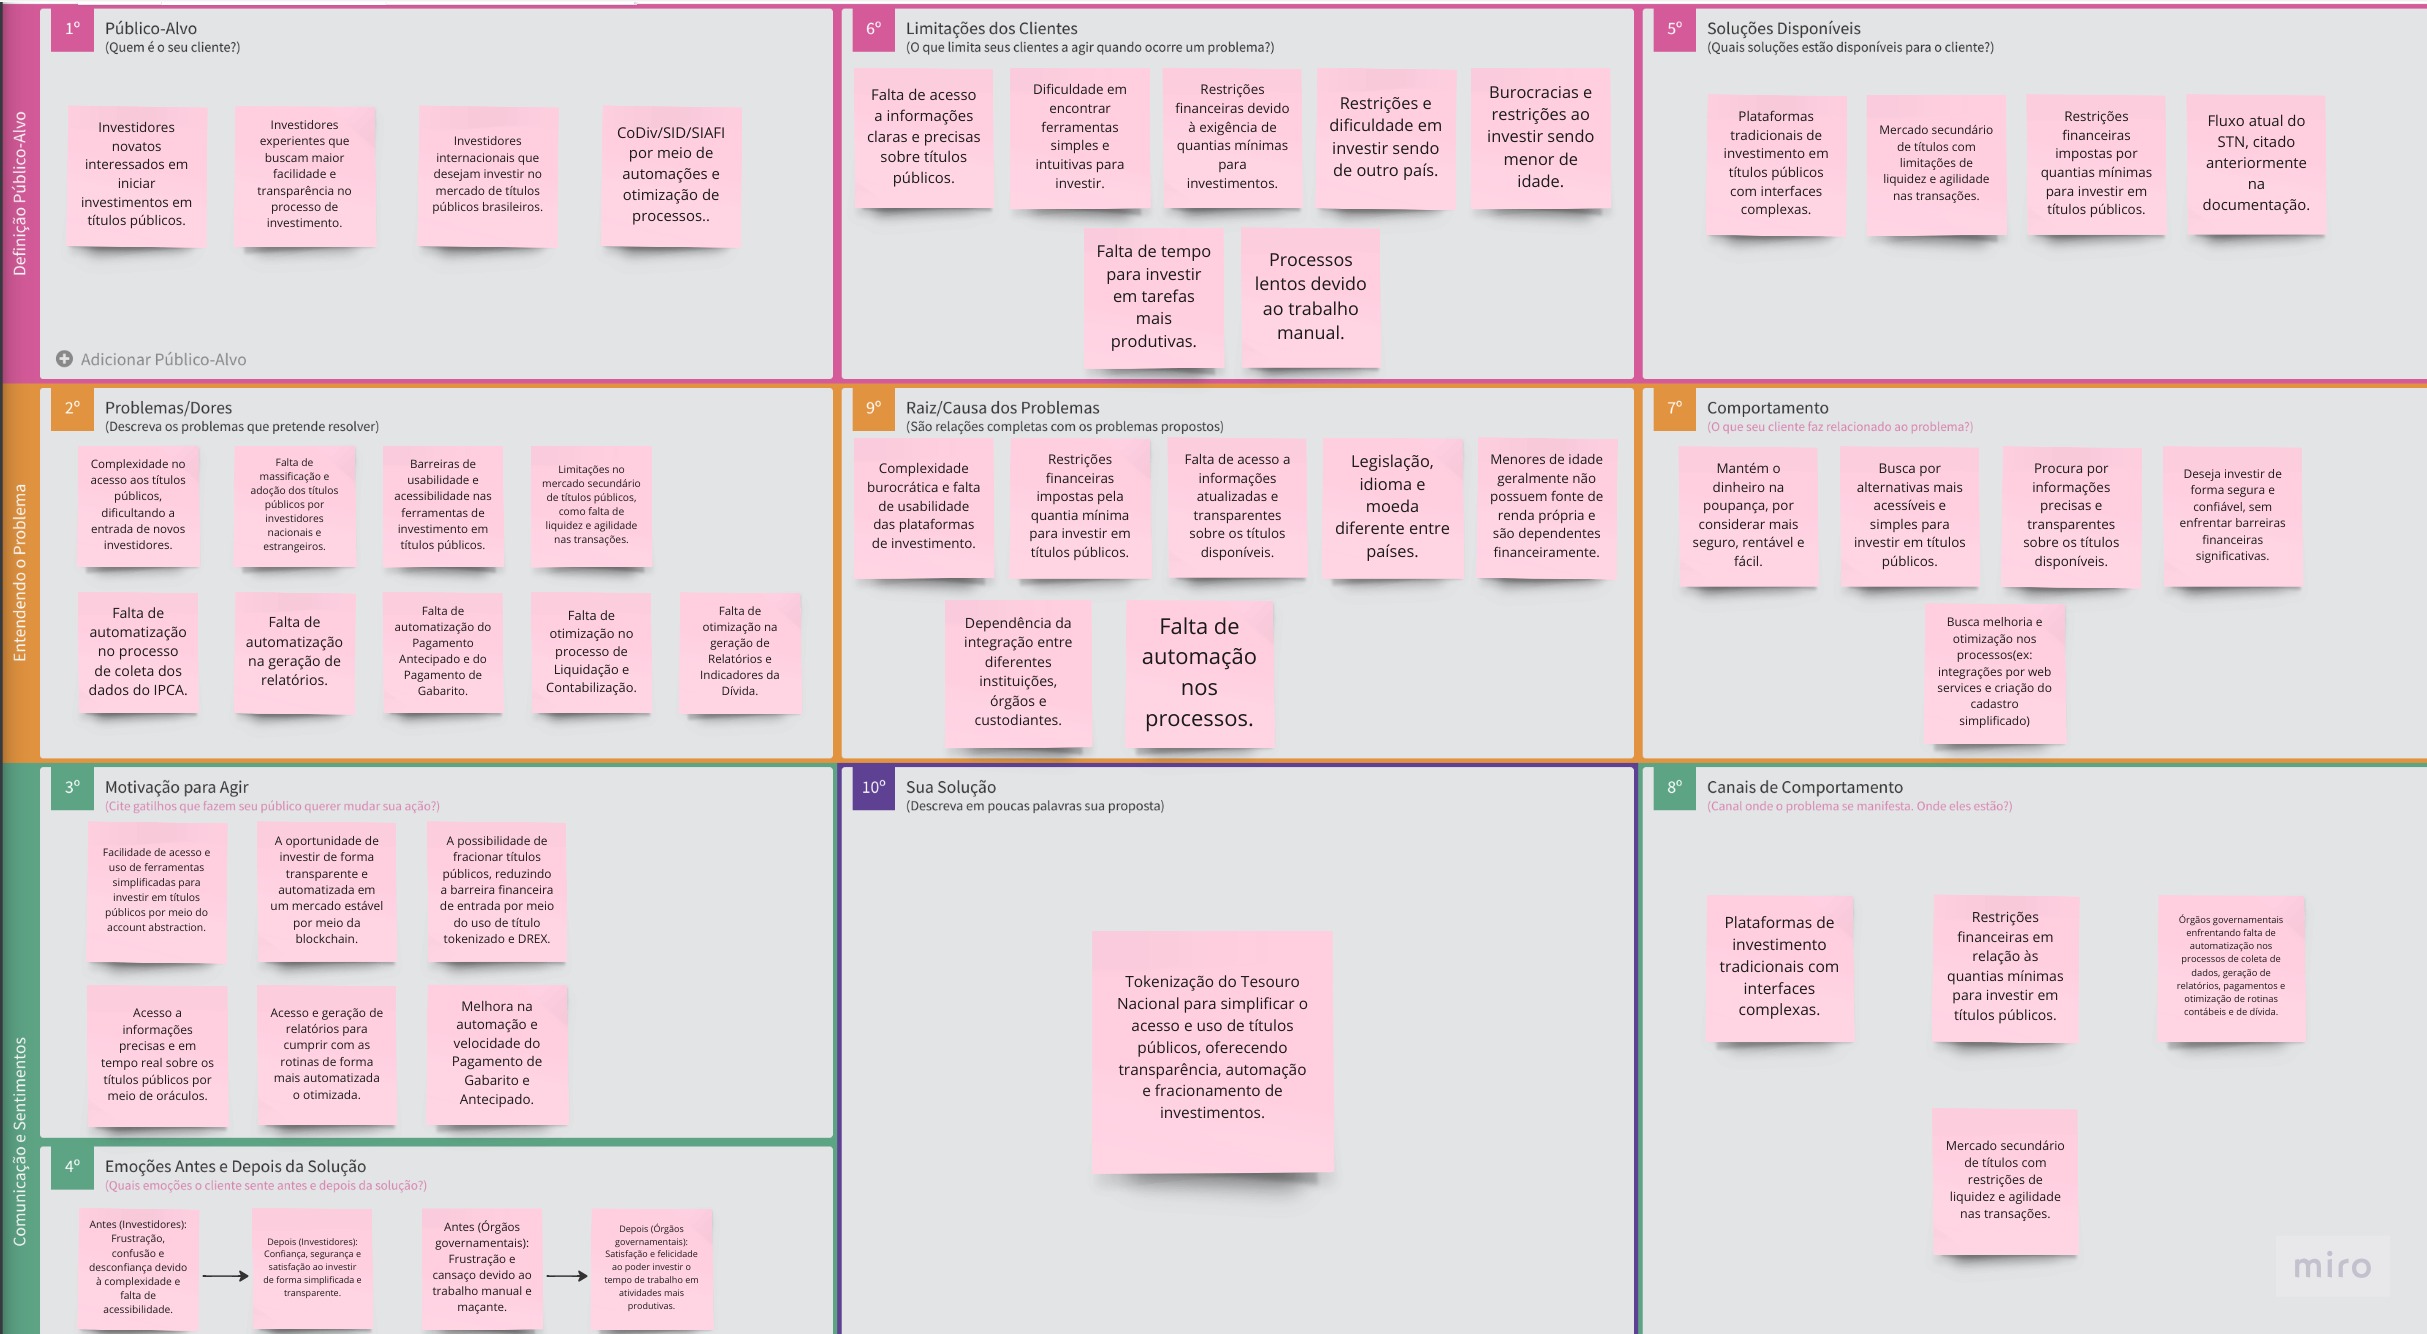 Definição Público-Alvo
1º
Público-Alvo
(Quem é o seu cliente?)
Investidores
novatos
interessados em
iniciar
investimentos em
títulos públicos.
Investidores
experientes que
buscam maior
facilidade e
transparência no
processo de
investimento.
Investidores
internacionais que
desejam investir no
mercado de títulos
públicos brasileiros.
CoDiv/SID/SIAFI
por meio de
automações e
otimização de
processos..
Adicionar Público-Alvo
6º
Limitações dos Clientes
(O que limita seus clientes a agir quando ocorre um problema?)
Falta de acesso
a informações
claras e precisas
sobre títulos
públicos.
Dificuldade em
encontrar
ferramentas
simples e
intuitivas para
investir.
Restrições
financeiras devido
à exigência de
quantias mínimas
para
investimentos.
Restrições e
dificuldade em
investir sendo
de outro país.
Burocracias e
restrições ao
investir sendo
menor de
idade.
Falta de tempo
para investir
em tarefas
mais
produtivas.
Processos
lentos devido
ao trabalho
manual.
5º
Soluções Disponíveis
(Quais soluções estão disponíveis para o cliente?)
Plataformas
tradicionais de
investimento em
títulos públicos
com interfaces
complexas.
Mercado secundário
de títulos com
limitações de
liquidez e agilidade
nas transações.
Restrições
financeiras
impostas por
quantias mínimas
para investir em
títulos públicos.
Fluxo atual do
STN, citado
anteriormente
na
documentação.
Entendendo o Problema
2º
Problemas/Dores
(Descreva os problemas que pretende resolver)
Complexidade no
acesso aos títulos
públicos,
dificultando a
entrada de novos
investidores.
Falta de
massificação e
adoção dos títulos
públicos por
investidores
nacionais e
estrangeiros.
Barreiras de
usabilidade e
acessibilidade nas
ferramentas de
investimento em
títulos públicos.
Limitações no
mercado secundário
de títulos públicos,
como falta de
liquidez e agilidade
nas transações.
Falta de
automatização
no processo
de coleta dos
dados do IPCA.
Falta de
automatização
na geração de
relatórios.
Falta de
automatização do
Pagamento
Antecipado e do
Pagamento de
Gabarito.
Falta de
otimização no
processo de
Liquidação e
Contabilização.
Falta de
otimização na
geração de
Relatórios e
Indicadores da
Dívida.
9º
Raiz/Causa dos Problemas
(São relações completas com os problemas propostos)
Complexidade
burocrática e falta
de usabilidade
das plataformas
de investimento.
Restrições
financeiras
impostas pela
quantia mínima
para investir em
títulos públicos.
Falta de acesso a
informações
atualizadas e
transparentes
sobre os títulos
disponíveis.
Legislação,
idioma e
moeda
diferente entre
países.
Menores de idade
geralmente não
possuem fonte de
renda própria e
são dependentes
financeiramente.
Dependência da
integração entre
diferentes
instituições,
órgãos e
custodiantes.
Falta de
automação
nos
processos.
7º
Comportamento
(O que seu cliente faz relacionado ao problema?)
Mantém o
dinheiro na
poupança, por
considerar mais
seguro, rentável e
fácil.
Busca por
alternativas mais
acessíveis e
simples para
investir em títulos
públicos.
Procura por
informações
precisas e
transparentes
sobre os títulos
disponíveis.
Deseja investir de
forma segura e
confiável, sem
enfrentar barreiras
financeiras
significativas.
Busca melhoria e
otimização nos
processos(ex:
integrações por web
services e criação do
cadastro
simplificado)
Comunicação e Sentimentos
3º
Motivação para Agir
(Cite gatilhos que fazem seu público querer mudar sua ação?)
Facilidade de acesso e
uso de ferramentas
simplificadas para
investir em títulos
públicos por meio do
account abstraction.
A oportunidade de
investir de forma
transparente e
automatizada em
um mercado estável
por meio da
blockchain.
A possibilidade de
fracionar títulos
públicos, reduzindo
a barreira financeira
de entrada por meio
do uso de título
tokenizado e DREX.
Acesso a
informações
precisas e em
tempo real sobre os
títulos públicos por
meio de oráculos.
Acesso e geração de
relatórios para
cumprir com as
rotinas de forma
mais automatizada
o otimizada.
Melhora na
automação e
velocidade do
Pagamento de
Gabarito e
Antecipado.
4º
Emoções Antes e Depois da Solução
(Quais emoções o cliente sente antes e depois da solução?)
Antes (Investidores):
Frustração,
confusão e
desconfiança devido
à complexidade e
falta de
acessibilidade.
Depois (Investidores):
Confiança, segurança e
satisfação ao investir
de forma simplificada e
transparente.
Antes (Órgãos
governamentais):
Frustração e
cansaço devido ao
trabalho manual e
maçante.
Depois (Órgãos
governamentais):
Satisfação e felicidade
ao poder investir o
tempo de trabalho em
atividades mais
produtivas.
10º
Sua Solução
(Descreva em poucas palavras sua proposta)
Tokenização do Tesouro
Nacional para simplificar o
acesso e uso de títulos
públicos, oferecendo
transparência, automação
e fracionamento de
investimentos.
8º
Canais de Comportamento
(Canal onde o problema se manifesta. Onde eles estão?)
Plataformas de
investimento
tradicionais com
interfaces
complexas.
Restrições
financeiras em
relação às
quantias mínimas
para investir em
títulos públicos.
Órgãos governamentais
enfrentando falta de
automatização nos
processos de coleta de
dados, geração de
relatórios, pagamentos e
otimização de rotinas
contábeis e de dívida.
Mercado secundário
de títulos com
restrições de
liquidez e agilidade
nas transações.
miro